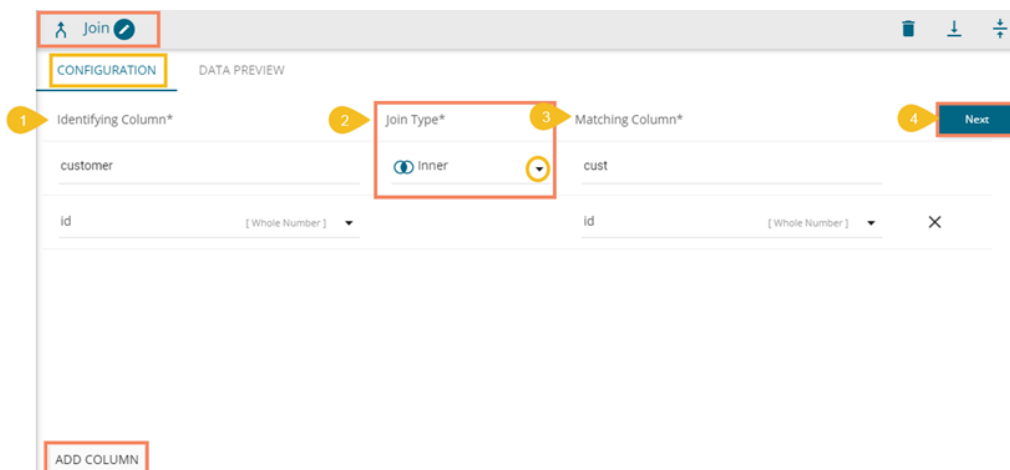 Join
CONFIGURATION DATA PREVIEW
1 Identifying Column* 2 Join Type* 3 Matching Column* 4 Next
customer Inner cust
id [ Whole Number ] id [ Whole Number ]
ADD COLUMN